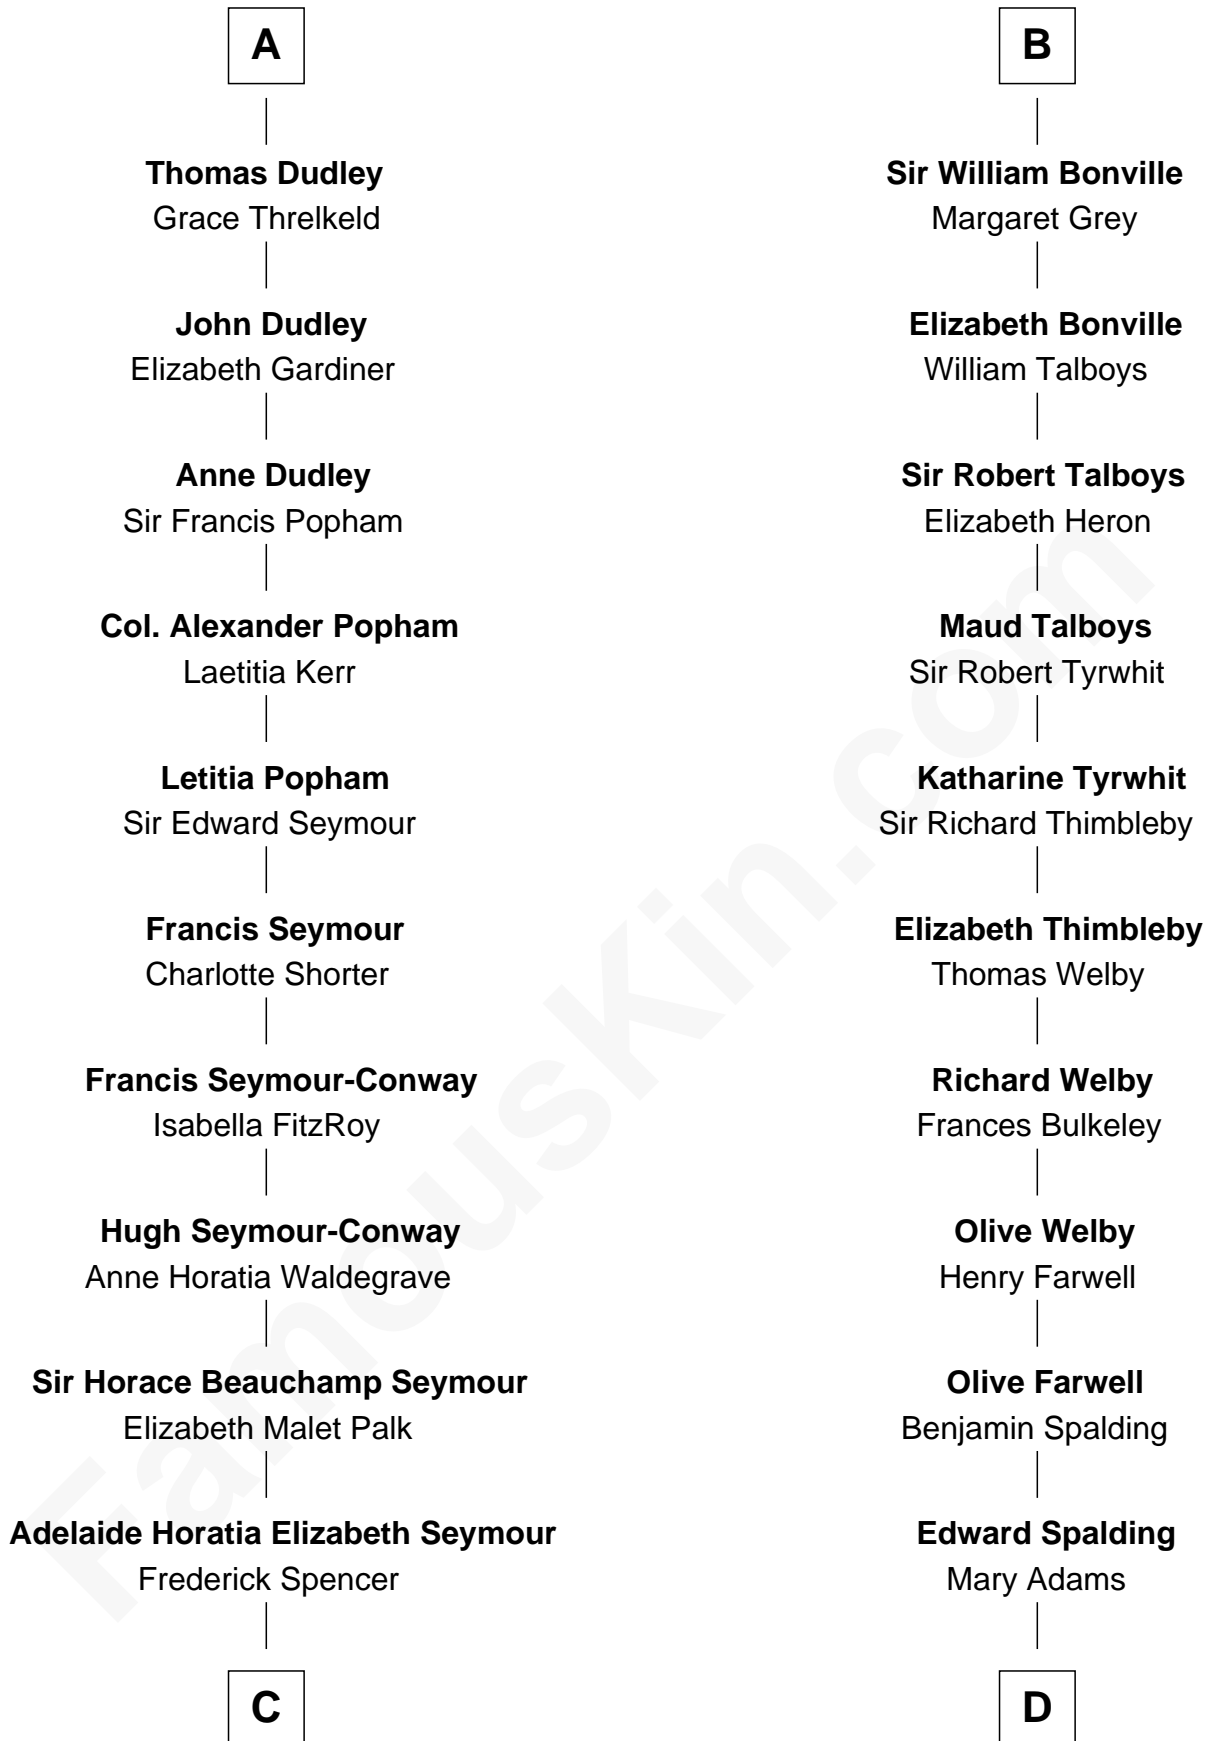 A
Thomas Dudley
Grace Threlkeld
John Dudley
Elizabeth Gardiner
Anne Dudley
Sir Francis Popham
Col. Alexander Popham
Laetitia Kerr
Letitia Popham
Sir Edward Seymour
Francis Seymour
Charlotte Shorter
Francis Seymour-Conway
Isabella FitzRoy
Hugh Seymour-Conway
Anne Horatia Waldegrave
Sir Horace Beauchamp Seymour
Elizabeth Malet Palk
Adelaide Horatia Elizabeth Seymour
Frederick Spencer
C
B
Sir William Bonville
Margaret Grey
Elizabeth Bonville
William Talboys
Sir Robert Talboys
Elizabeth Heron
Maud Talboys
Sir Robert Tyrwhit
Katharine Tyrwhit
Sir Richard Thimbleby
Elizabeth Thimbleby
Thomas Welby
Richard Welby
Frances Bulkeley
Olive Welby
Henry Farwell
Olive Farwell
Benjamin Spalding
Edward Spalding
Mary Adams
D
FamousKin.com